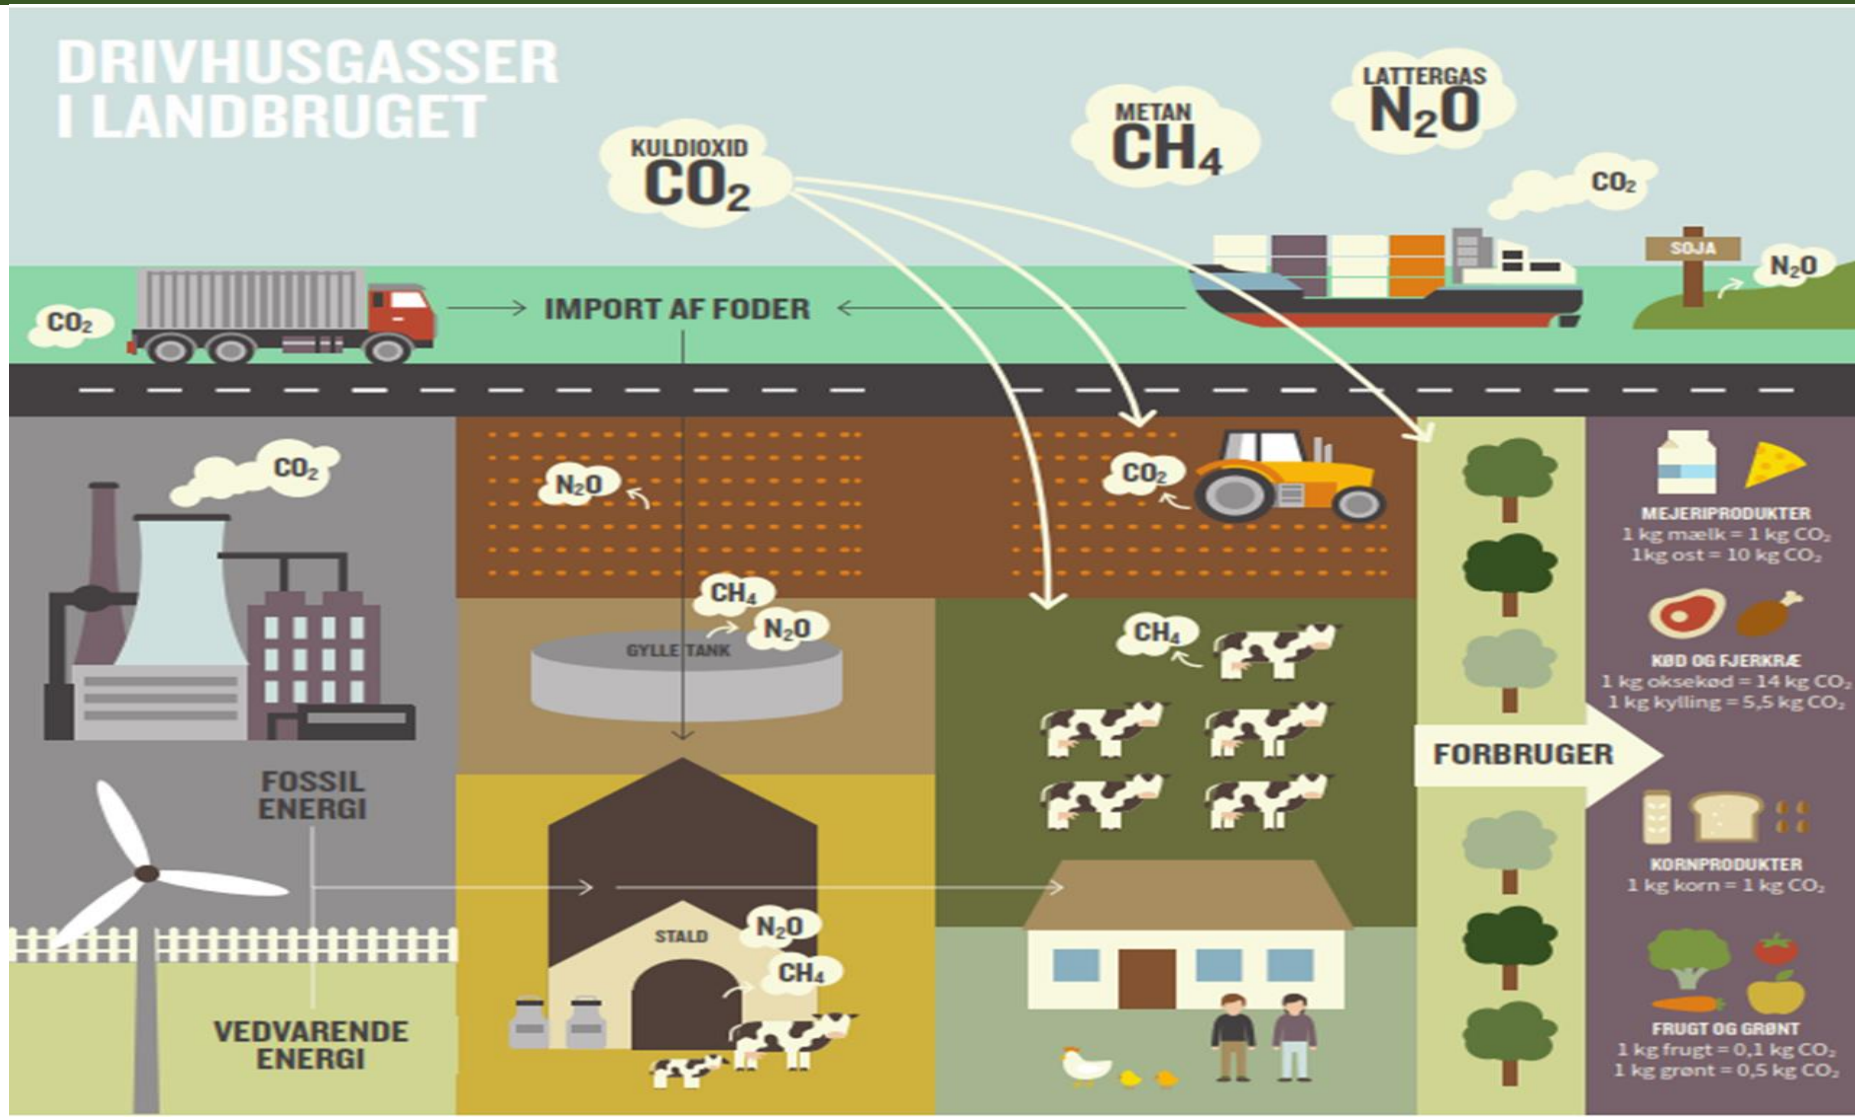 DRIVHUSGASSER
I LANDBRUGET
KULDIOXID
CO₂
METAN
CH₄
LATTERGAS
N₂O
CO₂
SOJA
N₂O
CO₂
IMPORT AF FODER
CO₂
N₂O
CO₂
CH₄
N₂O
GYLLE TANK
CH₄
FOSSIL
ENERGI
VEDVARENDE
ENERGI
STALD
N₂O
CH₄
FORBRUGER
MEJERIPRODUKTER
1 kg mælk = 1 kg CO₂
1kg ost = 10 kg CO₂
KØD OG FJERKRÆ
1 kg oksekød = 14 kg CO₂
1 kg kylling = 5,5 kg CO₂
KORNPRODUKTER
1 kg korn = 1 kg CO₂
FRUGT OG GRØNT
1 kg frugt = 0,1 kg CO₂
1 kg grønt = 0,5 kg CO₂